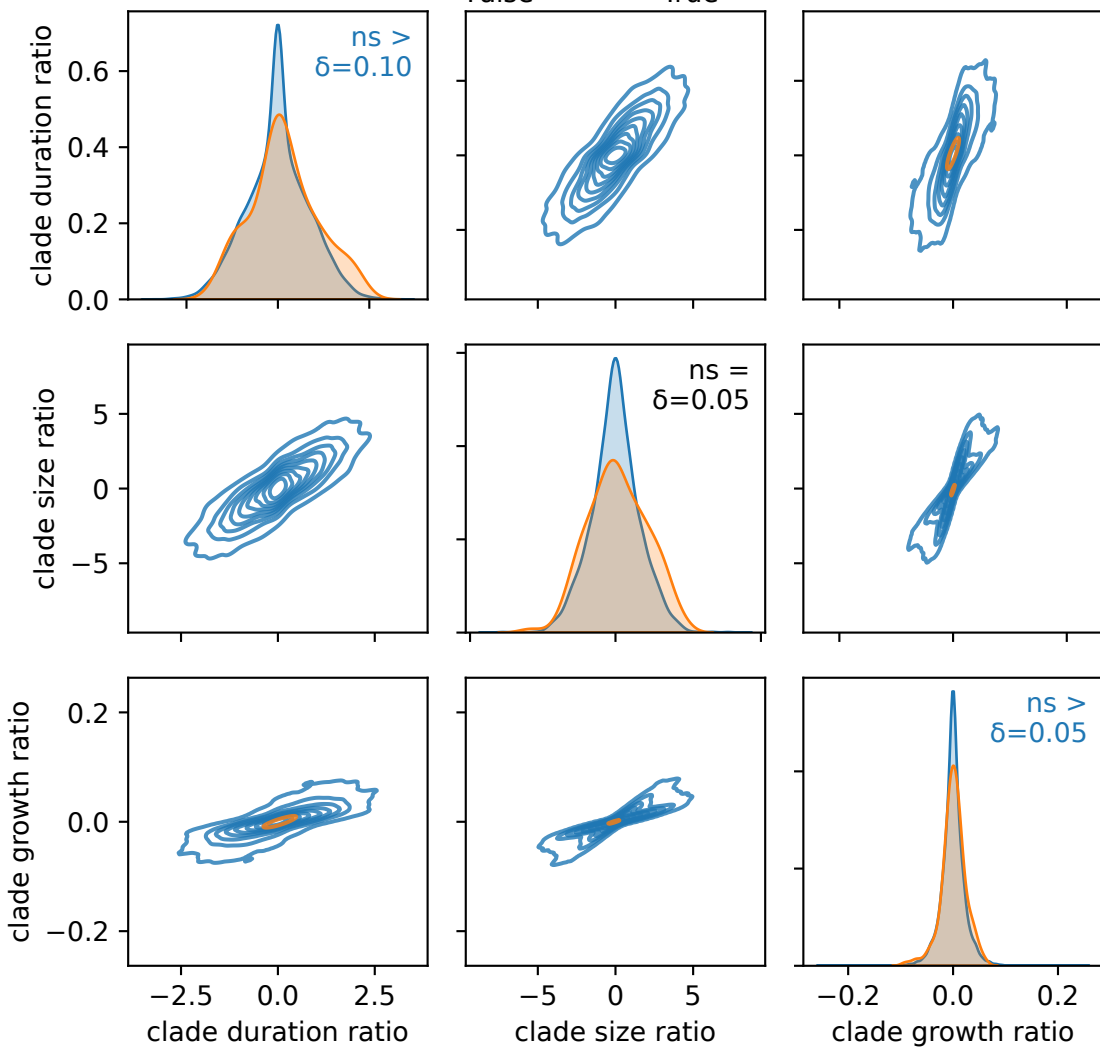 clade duration ratio
0.6
0.4
0.2
0.0
ns >
δ=0.10
clade size ratio
5
0
−5
ns =
δ=0.05
clade growth ratio
0.2
0.0
−0.2
ns >
δ=0.05
−2.5 0.0 2.5
−5 0 5
−0.2 0.0 0.2
clade duration ratio
clade size ratio
clade growth ratio